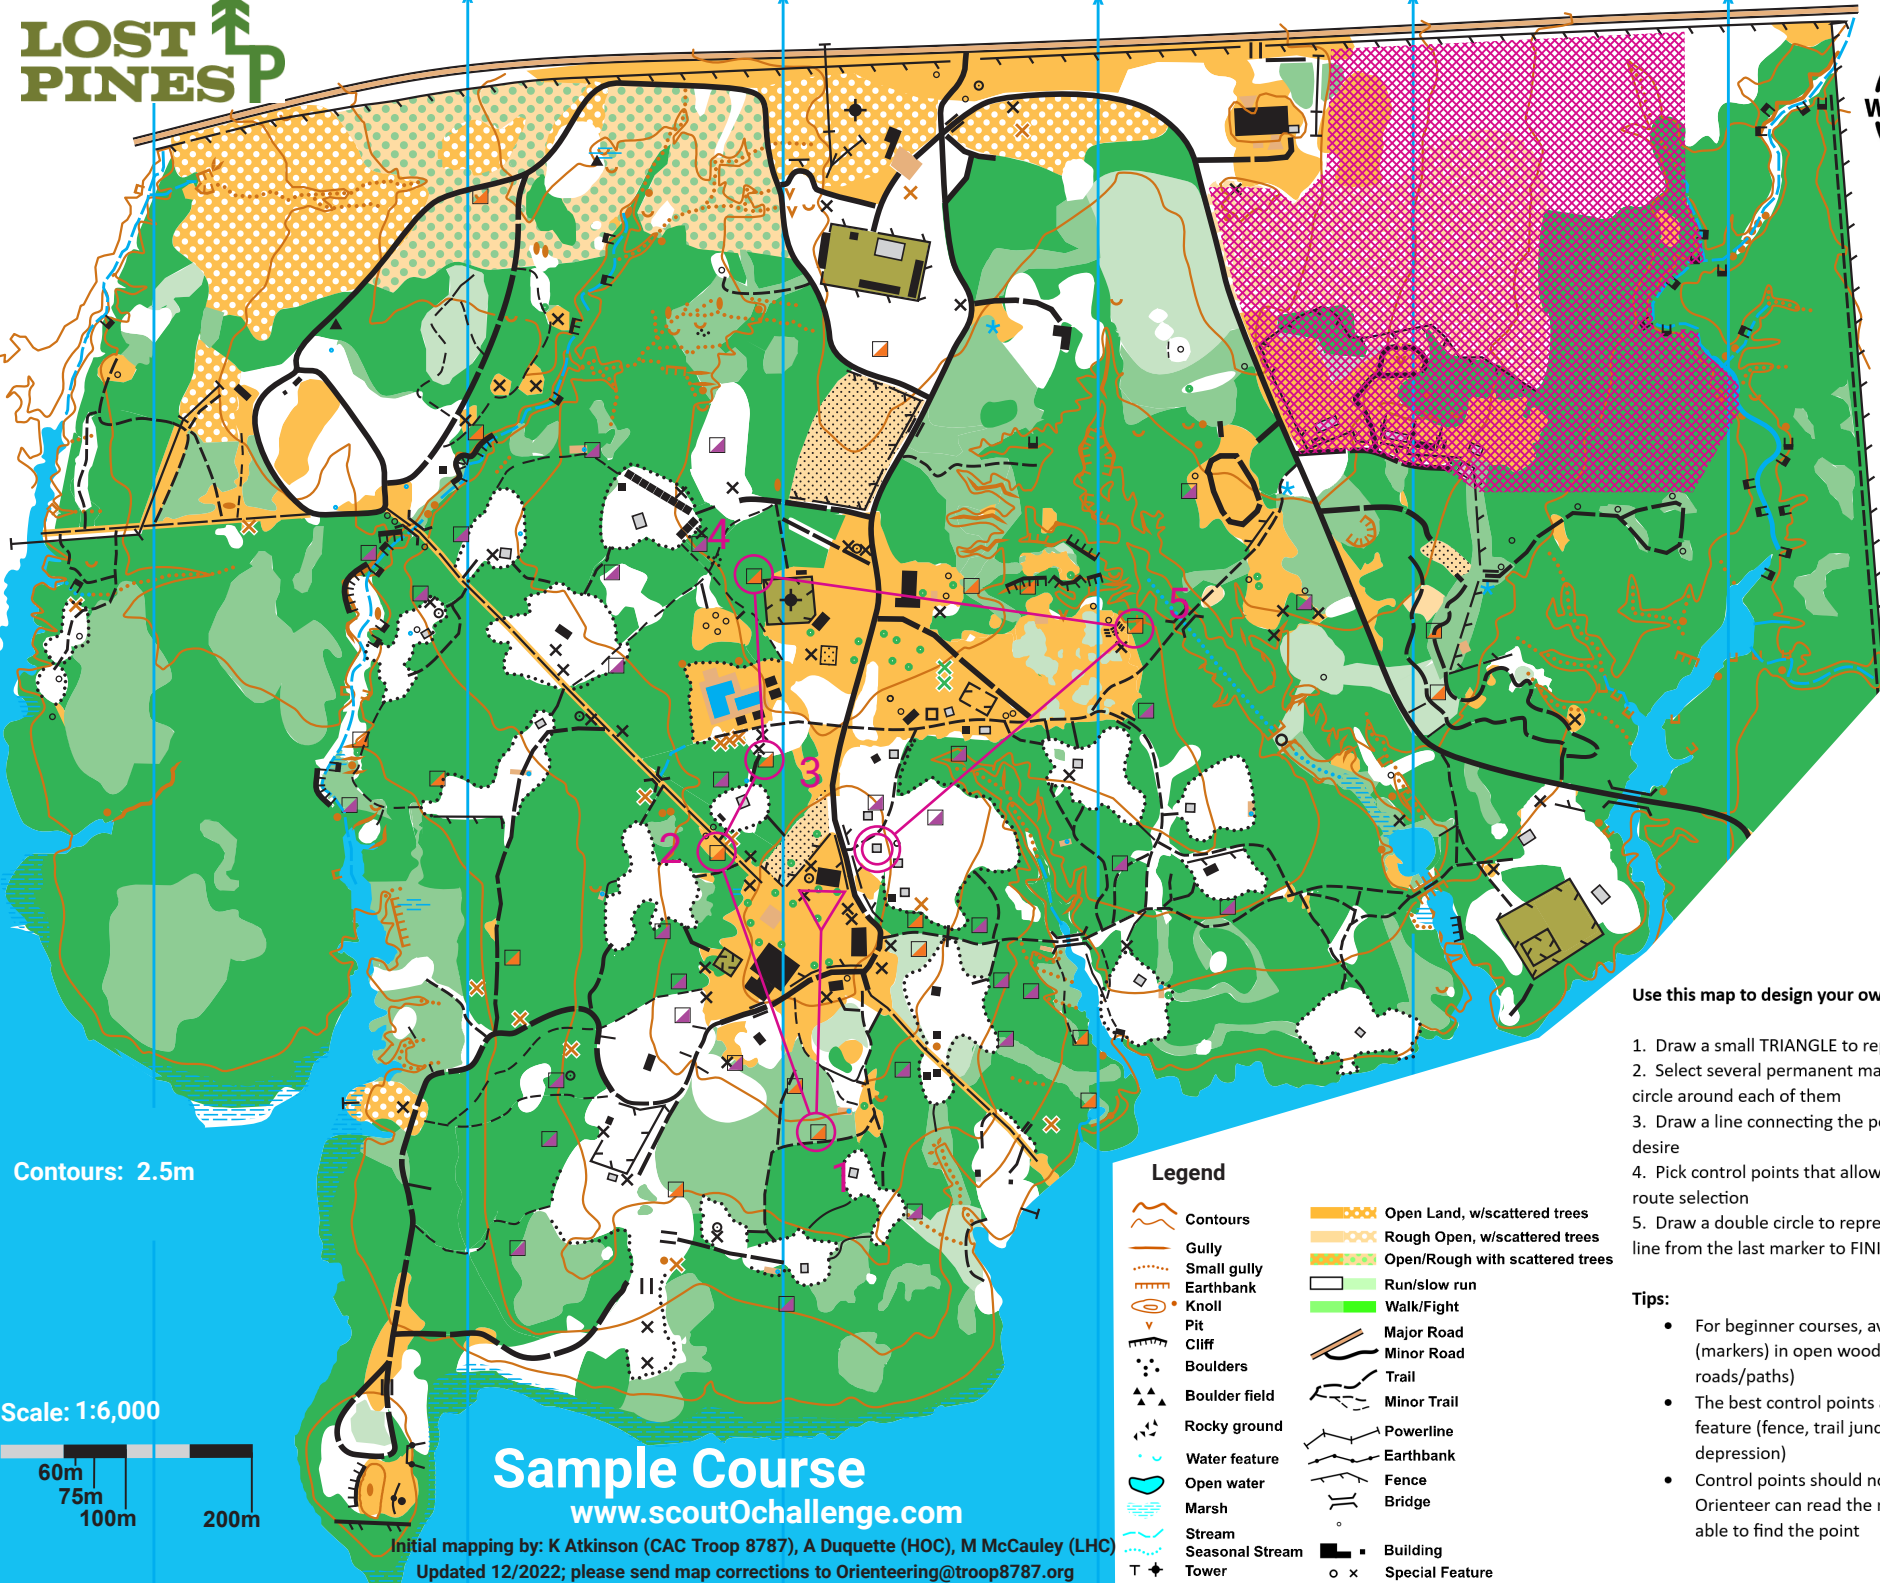 LOST
PINES
P
W
4
5
3
2
1
Contours: 2.5m
Scale: 1:6,000
60m
75m
100m
200m
Sample Course
www.scoutOchallenge.com
Initial mapping by: K Atkinson (CAC Troop 8787), A Duquette (HOC), M McCauley (LHC)
Updated 12/2022; please send map corrections to Orienteering@troop8787.org
Legend
Contours
Gully
Small gully
Earthbank
Knoll
Pit
Cliff
Boulders
Boulder field
Rocky ground
Water feature
Open water
Marsh
Stream
Seasonal Stream
Tower
Open Land, w/scattered trees
Rough Open, w/scattered trees
Open/Rough with scattered trees
Run/slow run
Walk/Fight
Major Road
Minor Road
Trail
Minor Trail
Powerline
Earthbank
Fence
Bridge
Building
Special Feature
Use this map to design your ow
1. Draw a small TRIANGLE to re
2. Select several permanent ma
circle around each of them
3. Draw a line connecting the p
desire
4. Pick control points that allow
route selection
5. Draw a double circle to repre
line from the last marker to FINI
Tips:
• For beginner courses, av
(markers) in open wood
roads/paths)
• The best control points
feature (fence, trail junc
depression)
• Control points should no
Orienteer can read the
able to find the point